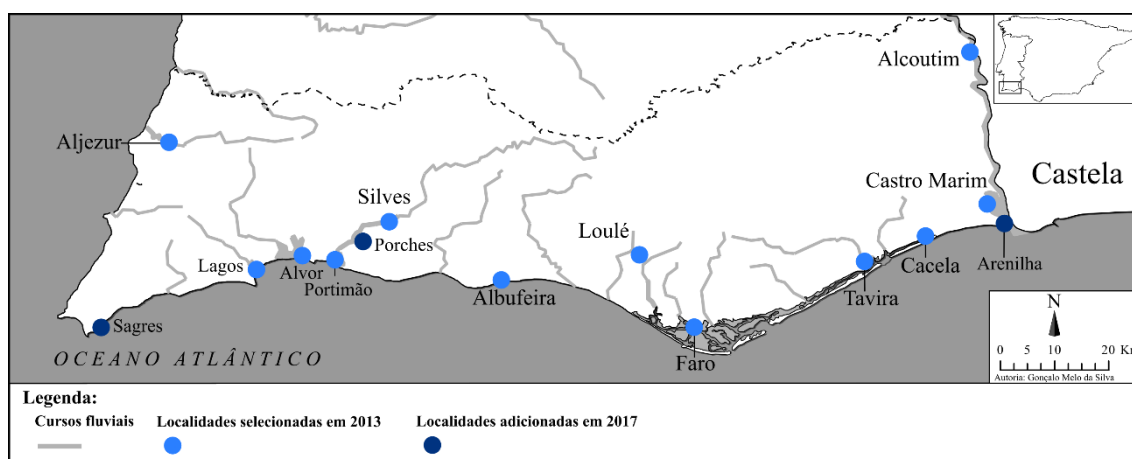 Alcoutim
Aljezur
Castro Marim
Castela
Silves
Porches
Loulé
Lagos
Alvor
Portimão
Albufeira
Tavira
Cacela
Arenilha
Sagres
Faro
OCEANO ATLÂNTICO
N
0 5 10 20 Km
Autoria: Gonçalo Melo da Silva
Legenda:
Cursos fluviais Localidades selecionadas em 2013 Localidades adicionadas em 2017